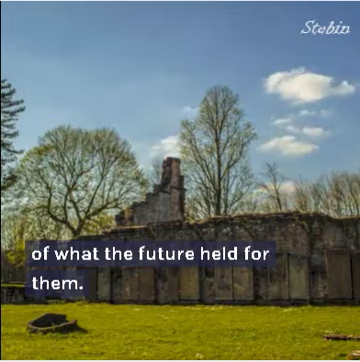 Stebin
of what the future held for
them.